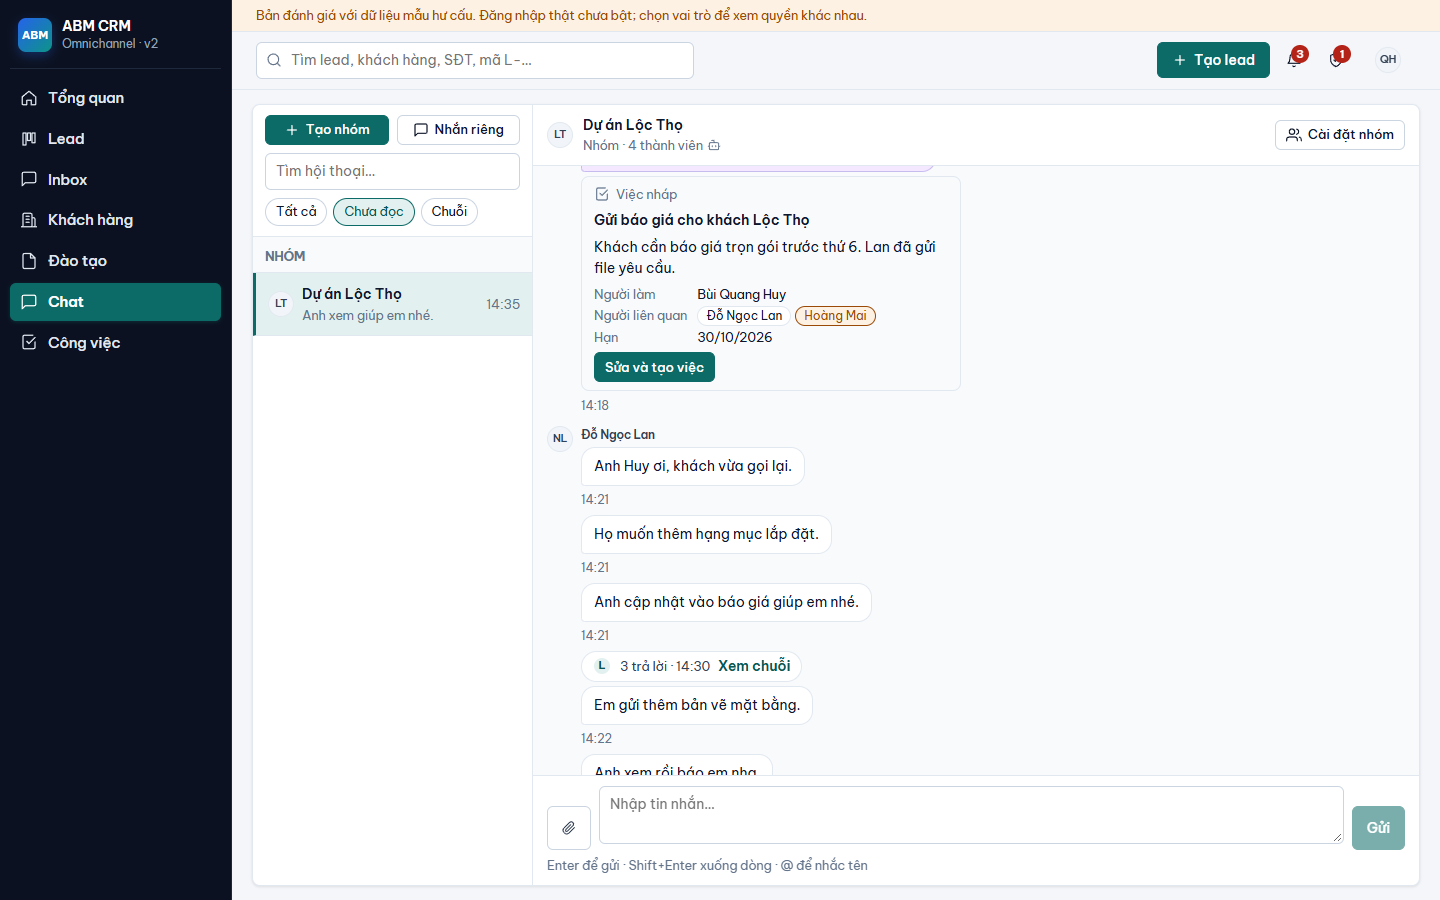 Bản đánh giá với dữ liệu mẫu hư cấu. Đăng nhập thật chưa bật; chọn vai trò để xem quyền khác nhau.
ABM
ABM CRM
Omnichannel · v2
Tổng quan
Lead
Inbox
Khách hàng
Đào tạo
Chat
Công việc
Tìm lead, khách hàng, SĐT, mã L-...
Tạo lead
3
1
QH
Tạo nhóm
Nhắn riêng
Tìm hội thoại...
Tất cả
Chưa đọc
Chuỗi
NHÓM
LT
Dự án Lộc Thọ
Anh xem giúp em nhé.
14:35
LT
Dự án Lộc Thọ
Nhóm · 4 thành viên
Cài đặt nhóm
Việc nháp
Gửi báo giá cho khách Lộc Thọ
Khách cần báo giá trọn gói trước thứ 6. Lan đã gửi
file yêu cầu.
Người làm Bùi Quang Huy
Người liên quan Đỗ Ngọc Lan Hoàng Mai
Hạn 30/10/2026
Sửa và tạo việc
14:18
NL
Đỗ Ngọc Lan
Anh Huy ơi, khách vừa gọi lại.
14:21
Họ muốn thêm hạng mục lắp đặt.
14:21
Anh cập nhật vào báo giá giúp em nhé.
14:21
L 3 trả lời · 14:30 Xem chuỗi
Em gửi thêm bản vẽ mặt bằng.
14:22
Anh xem rồi báo em nha.
Nhập tin nhắn...
Gửi
Enter để gửi · Shift+Enter xuống dòng · @ để nhắc tên